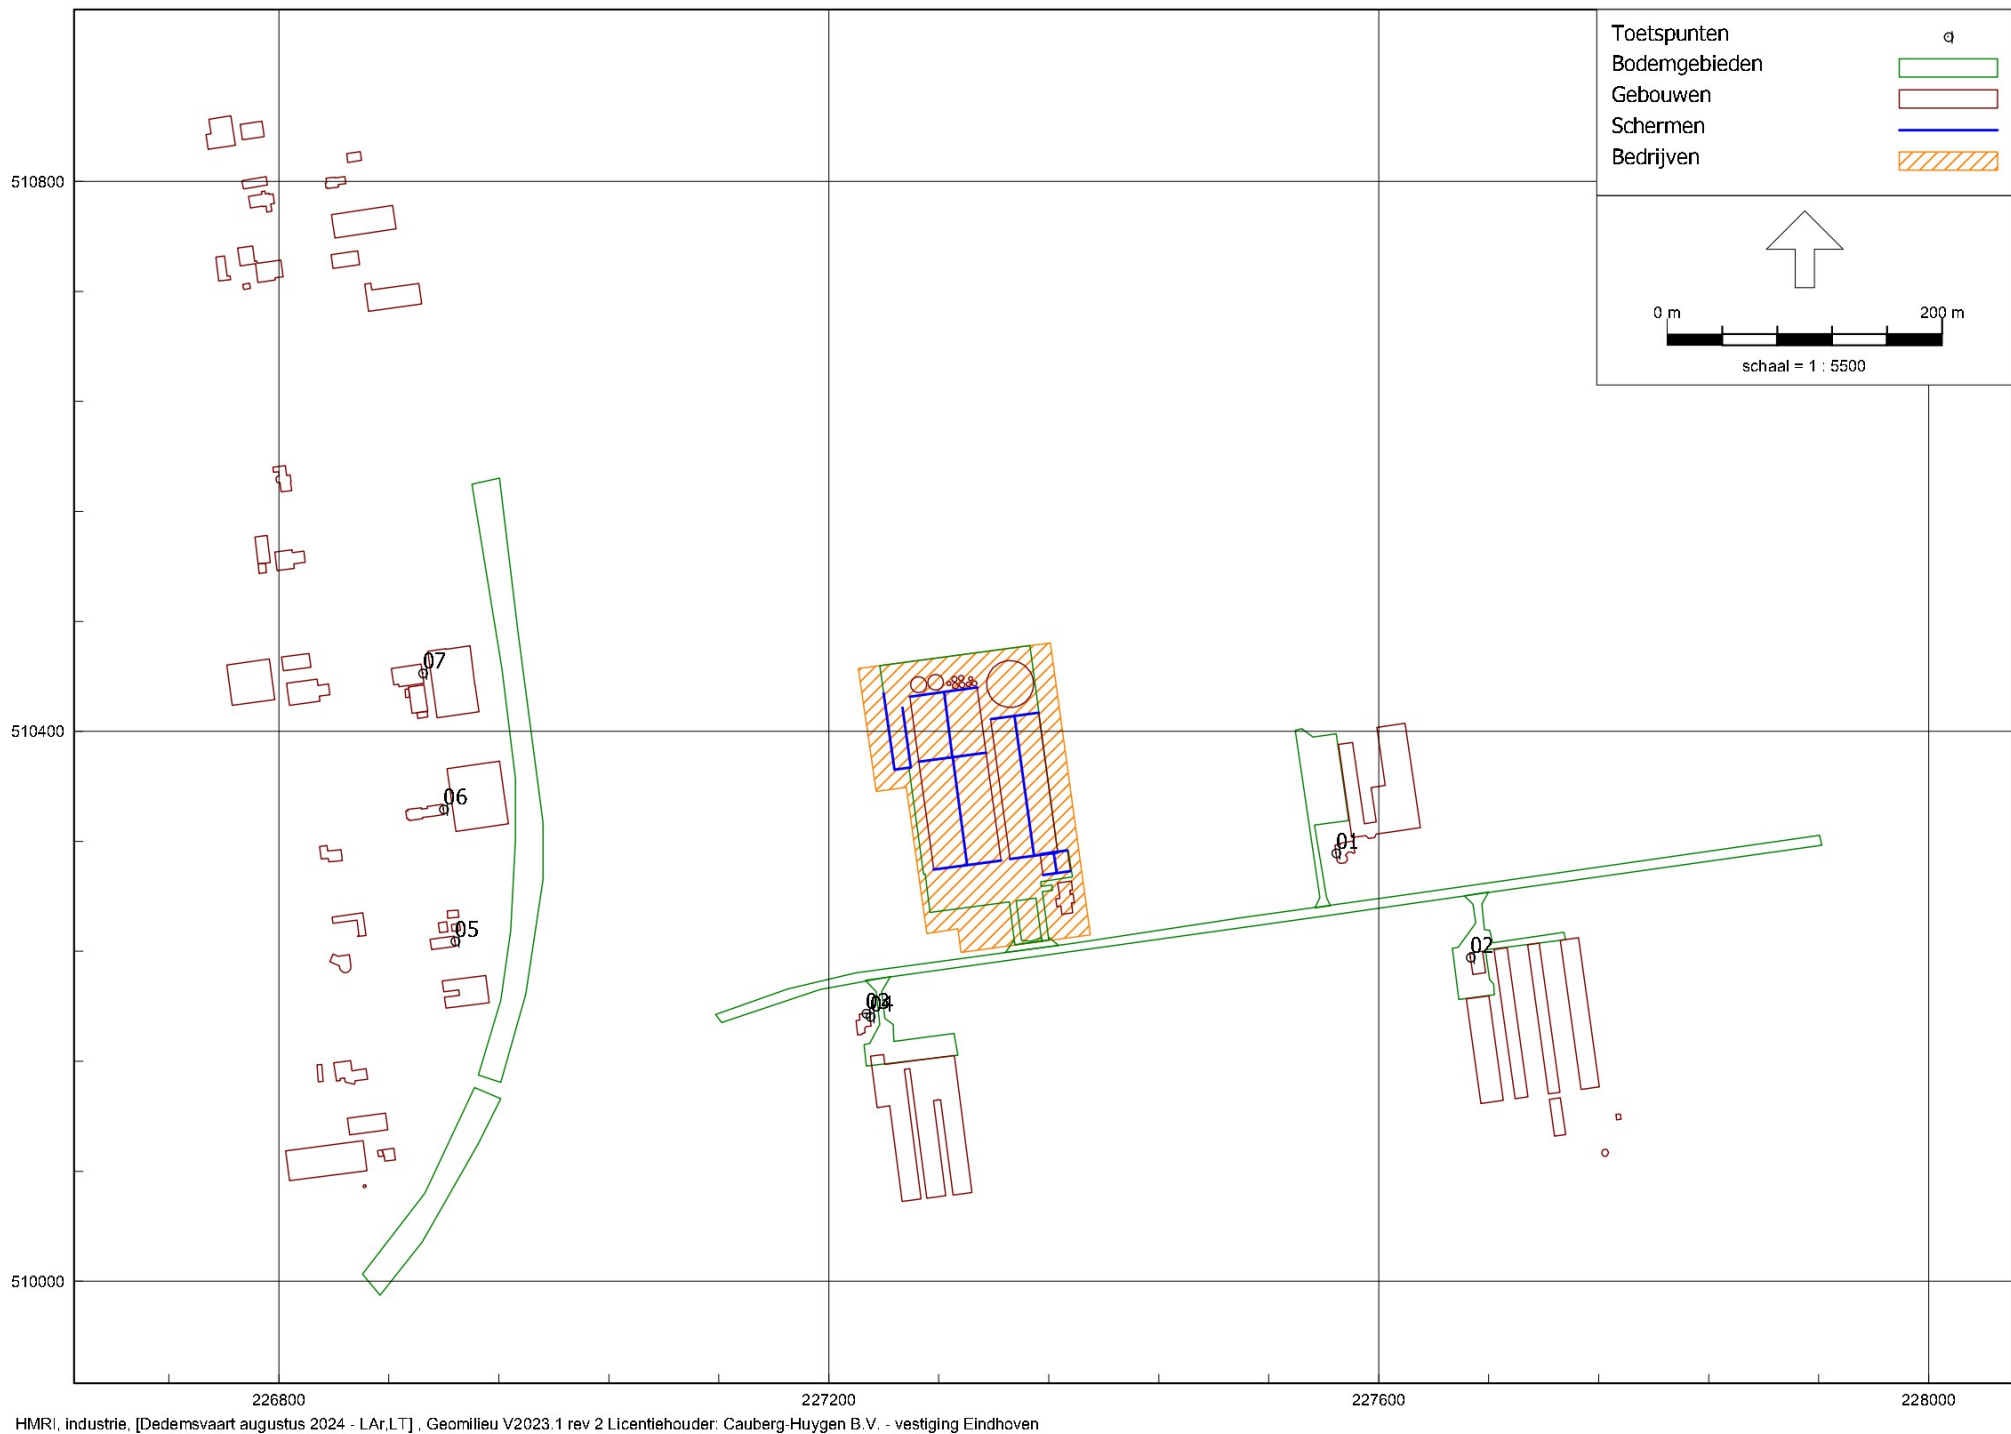 Toetspunten
Bodemgebieden
Gebouwen
Schermen
Bedrijven
0 m 200 m
schaal = 1 : 5500
510800
07
510400
06
01
05
02
03
04
510000
226800 227200 227600 228000
HMRI, industrie, [Dedemsvaart augustus 2024 - LAr,LT] , Geomilieu V2023.1 rev 2 Licentiehouder: Cauberg-Huygen B.V. - vestiging Eindhoven